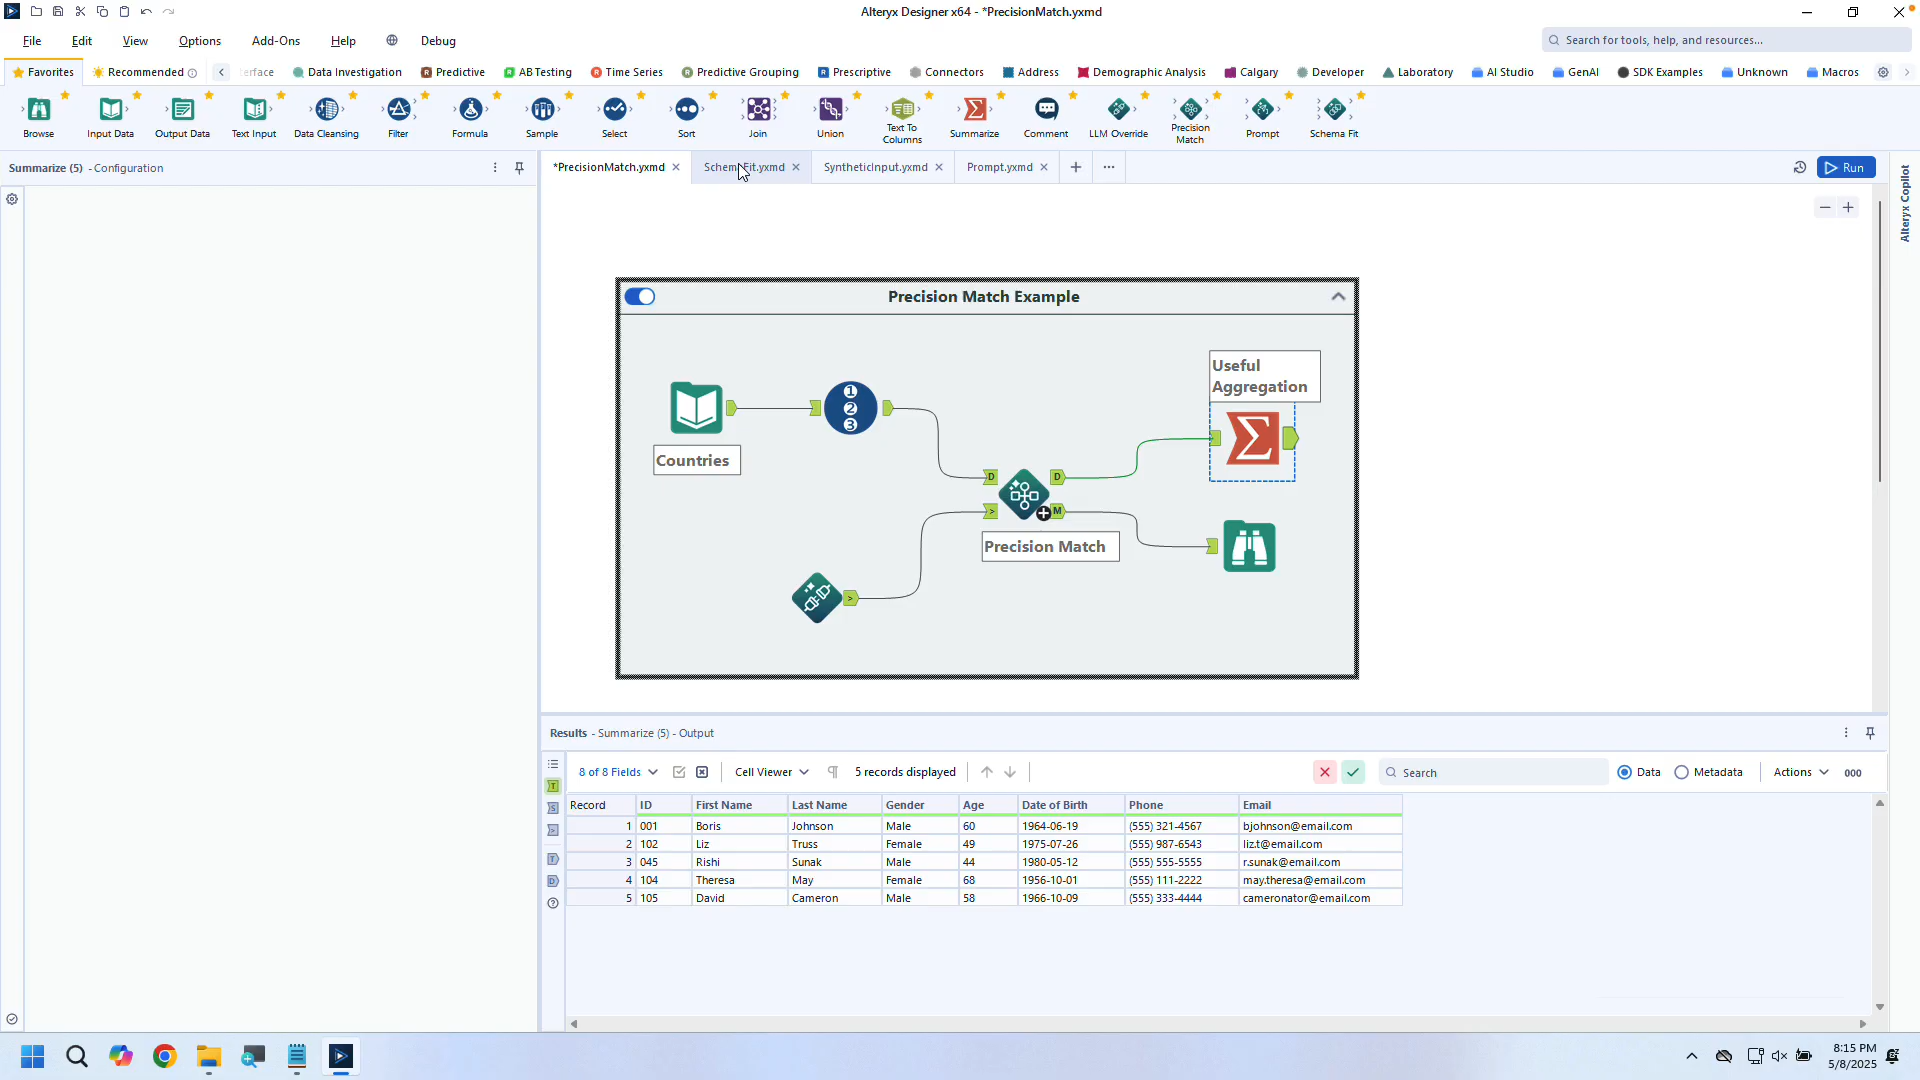 Alteryx Designer x64 - *PrecisionMatch.yxmd
File Edit View Options Add-Ons Help Debug
Search for tools, help, and resources...
Favorites Recommended erface Data Investigation Predictive AB Testing Time Series Predictive Grouping Prescriptive Connectors Address Demographic Analysis Calgary Developer Laboratory AI Studio GenAI SDK Examples Unknown Macros
Browse Input Data Output Data Text Input Data Cleansing Filter Formula Sample Select Sort Join Union Text To Columns Summarize Comment LLM Override Precision Match Prompt Schema Fit
Summarize (5) - Configuration
*PrecisionMatch.yxmd SchemaFit.yxmd SyntheticInput.yxmd Prompt.yxmd
Run
Alteryx Copilot
Precision Match Example
Useful
Aggregation
1
2
3
Countries
D D
> M
Precision Match
>
Results - Summarize (5) - Output
8 of 8 Fields Cell Viewer 5 records displayed Search Data Metadata Actions 000
Record ID First Name Last Name Gender Age Date of Birth Phone Email
1 001 Boris Johnson Male 60 1964-06-19 (555) 321-4567 bjohnson@email.com
2 102 Liz Truss Female 49 1975-07-26 (555) 987-6543 liz.t@email.com
3 045 Rishi Sunak Male 44 1980-05-12 (555) 555-5555 r.sunak@email.com
4 104 Theresa May Female 68 1956-10-01 (555) 111-2222 may.theresa@email.com
5 105 David Cameron Male 58 1966-10-09 (555) 333-4444 cameronator@email.com
8:15 PM
5/8/2025